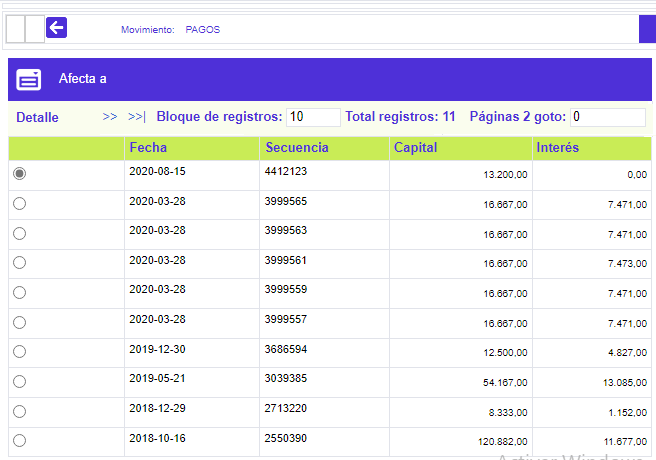 Movimiento: PAGOS
Afecta a
Detalle >> >>| Bloque de registros: 10 Total registros: 11 Páginas 2 goto: 0
Fecha Secuencia Capital Interés
2020-08-15 4412123 13.200,00 0,00
2020-03-28 3999565 16.667,00 7.471,00
2020-03-28 3999563 16.667,00 7.471,00
2020-03-28 3999561 16.667,00 7.473,00
2020-03-28 3999559 16.667,00 7.471,00
2020-03-28 3999557 16.667,00 7.471,00
2019-12-30 3686594 12.500,00 4.827,00
2019-05-21 3039385 54.167,00 13.085,00
2018-12-29 2713220 8.333,00 1.152,00
2018-10-16 2550390 120.882,00 11.677,00
Activar Windows